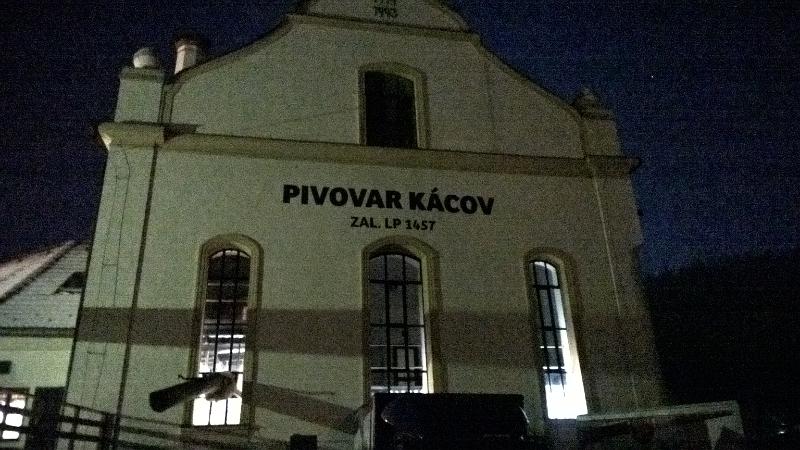 PIVOVAR KÁCOV
ZAL. LP 1457